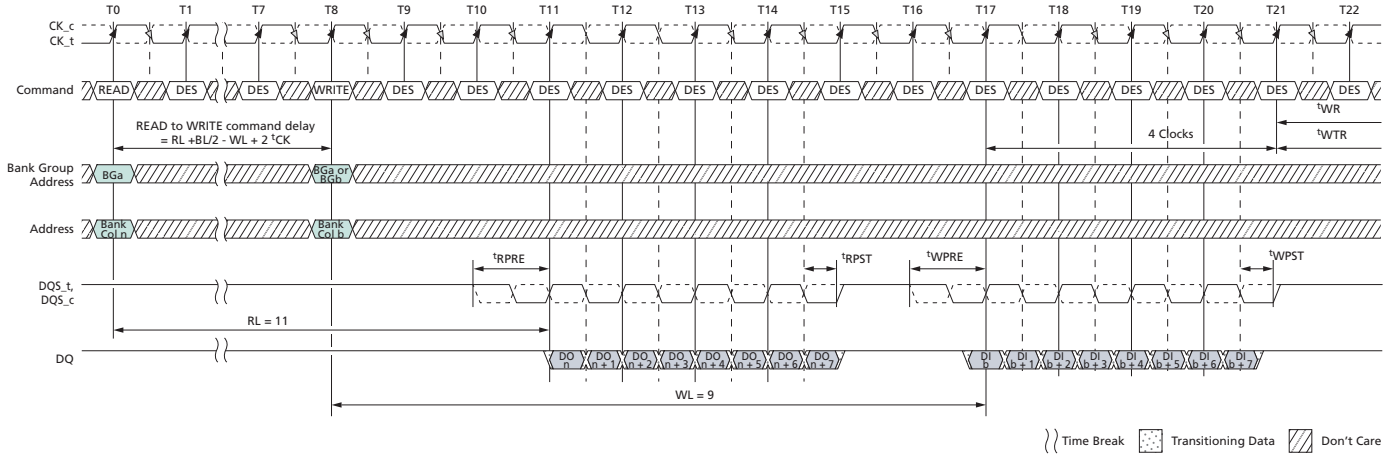 T0 T1 T7 T8 T9 T10 T11 T12 T13 T14 T15 T16 T17 T18 T19 T20 T21 T22
CK_c
CK_t
Command READ DES DES WRITE DES DES DES DES DES DES DES DES DES DES DES DES DES DES
tWR
READ to WRITE command delay
= RL +BL/2 - WL + 2 tCK
4 Clocks tWTR
Bank Group
Address
BGa
BGa or
BGb
Address
Bank
Col n
Bank
Col b
tRPRE tRPST tWPRE tWPST
DQS_t,
DQS_c
RL = 11
DQ
DO
n
DO
n + 1
DO
n + 2
DO
n + 3
DO
n + 4
DO
n + 5
DO
n + 6
DO
n + 7
DI
b
DI
b + 1
DI
b + 2
DI
b + 3
DI
b + 4
DI
b + 5
DI
b + 6
DI
b + 7
WL = 9
Time Break Transitioning Data Don't Care